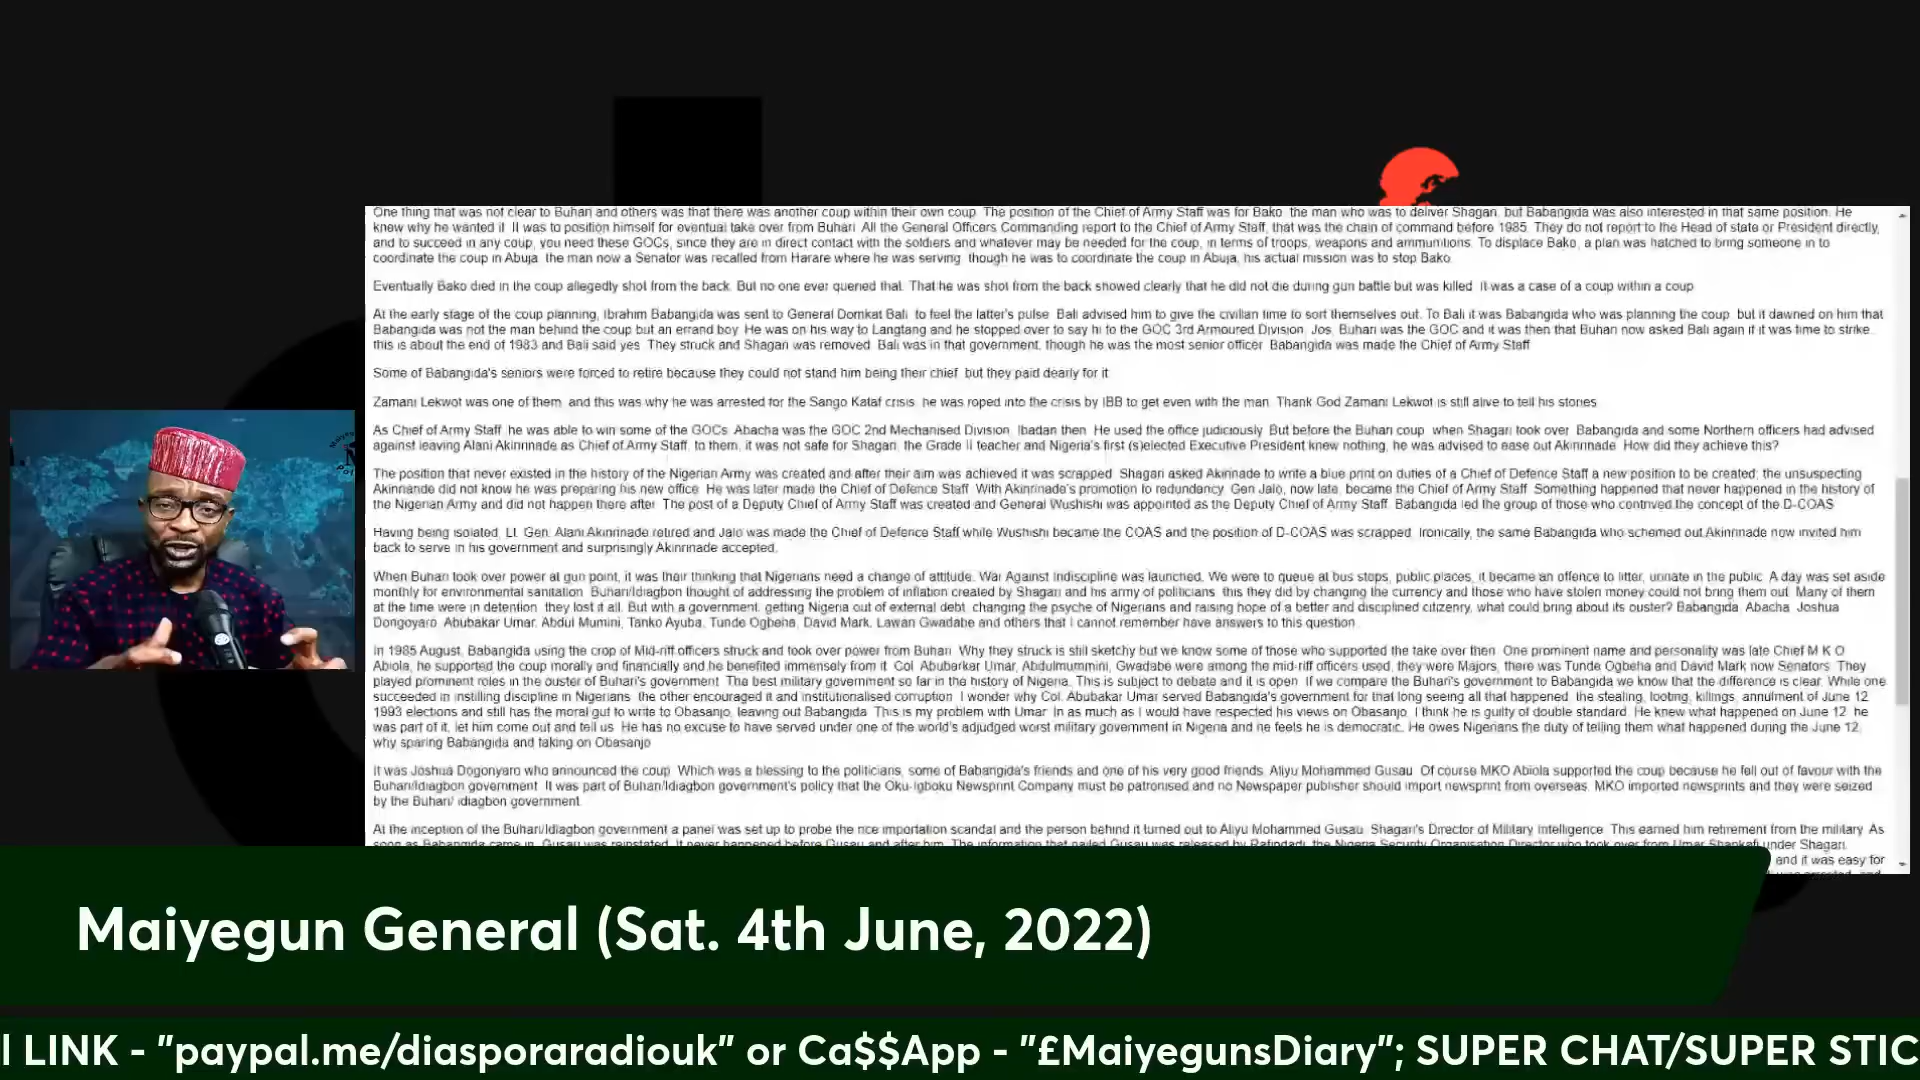 One thing that was not clear to Buhari and others was that there was another coup within their own coup. The position of the Chief of Army Staff was for Bako, the man who was to deliver Shagari, but Babangida was also interested in that same position. He
knew why he wanted it. It was to position himself for eventual take over from Buhari. All the General Officers Commanding report to the Chief of Army Staff, that was the chain of command before 1985. They do not report to the Head of state or President directly,
and to succeed in any coup, you need these GOCs, since they are in direct contact with the soldiers and whatever may be needed for the coup, in terms of troops, weapons and ammunitions. To displace Bako, a plan was hatched to bring someone in to
coordinate the coup in Abuja, the man now a Senator was recalled from Harare where he was serving, though he was to coordinate the coup in Abuja, his actual mission was to stop Bako.
Eventually Bako died in the coup allegedly shot from the back. But no one ever queried that. That he was shot from the back showed clearly that he did not die during gun battle but was killed. It was a case of a coup within a coup.
At the early stage of the coup planning, Ibrahim Babangida was sent to General Domkat Bali, to feel the latter's pulse. Bali advised him to give the civilian time to sort themselves out. To Bali it was Babangida who was planning the coup, but it dawned on him that
Babangida was not the man behind the coup but an errand boy. He was on his way to Langtang and he stopped over to say hi to the GOC 3rd Armoured Division, Jos. Buhari was the GOC and it was then that Buhari now asked Bali again if it was time to strike,
this is about the end of 1983 and Bali said yes. They struck and Shagari was removed. Bali was in that government, though he was the most senior officer. Babangida was made the Chief of Army Staff.
Some of Babangida's seniors were forced to retire because they could not stand him being their chief, but they paid dearly for it.
Zamani Lekwot was one of them, and this was why he was arrested for the Sango Kataf crisis, he was roped into the crisis by IBB to get even with the man. Thank God Zamani Lekwot is still alive to tell his stories.
As Chief of Army Staff, he was able to win some of the GOCs. Abacha was the GOC 2nd Mechanised Division, Ibadan then. He used the office judiciously. But before the Buhari coup, when Shagari took over, Babangida and some Northern officers had advised
against leaving Alani Akinrinade as Chief of Army Staff, to them, it was not safe for Shagari, the Grade II teacher and Nigeria's first (s)elected Executive President knew nothing, he was advised to ease out Akinrinade. How did they achieve this?
The position that never existed in the history of the Nigerian Army was created and after their aim was achieved it was scrapped. Shagari asked Akinrinade to write a blue print on duties of a Chief of Defence Staff a new position to be created, the unsuspecting
Akinriande did not know he was preparing his new office. He was later made the Chief of Defence Staff. With Akinrinade's promotion to redundancy, Gen Jalo, now late, became the Chief of Army Staff. Something happened that never happened in the history of
the Nigerian Army and did not happen there after. The post of a Deputy Chief of Army Staff was created and General Wushishi was appointed as the Deputy Chief of Army Staff. Babangida led the group of those who contrived the concept of the D-COAS.
Having being isolated, Lt. Gen. Alani Akinrinade retired and Jalo was made the Chief of Defence Staff while Wushishi became the COAS and the position of D-COAS was scrapped. Ironically, the same Babangida who schemed out Akinrinade now invited him
back to serve in his government and surprisingly Akinrinade accepted.
When Buhari took over power at gun point, it was their thinking that Nigerians need a change of attitude. War Against Indiscipline was launched. We were to queue at bus stops, public places, it became an offence to litter, urinate in the public. A day was set aside
monthly for environmental sanitation. Buhari/Idiagbon thought of addressing the problem of inflation created by Shagari and his army of politicians, this they did by changing the currency and those who have stolen money could not bring them out. Many of them
at the time were in detention, they lost it all. But with a government, getting Nigeria out of external debt, changing the psyche of Nigerians and raising hope of a better and disciplined citizenry, what could bring about its ouster? Babangida, Abacha, Joshua
Dongoyaro, Abubakar Umar, Abdul Mumini, Tanko Ayuba, Tunde Ogbeha, David Mark, Lawan Gwadabe and others that I cannot remember have answers to this question.
In 1985 August, Babangida using the crop of Mid-riff officers struck and took over power from Buhari. Why they struck is still sketchy but we know some of those who supported the take over then. One prominent name and personality was late Chief M K O
Abiola, he supported the coup morally and financially and he benefited immensely from it. Col. Abubarkar Umar, Abdulmummini, Gwadabe were among the mid-riff officers used, they were Majors, there was Tunde Ogbeha and David Mark now Senators. They
played prominent roles in the ouster of Buhari's government. The best military government so far in the history of Nigeria. This is subject to debate and it is open. If we compare the Buhari's government to Babangida we know that the difference is clear. While one
succeeded in instilling discipline in Nigerians, the other encouraged it and institutionalised corruption. I wonder why Col. Abubakar Umar served Babangida's government for that long seeing all that happened, the stealing, looting, killings, annulment of June 12
1993 elections and still has the moral gut to write to Obasanjo, leaving out Babangida. This is my problem with Umar. In as much as I would have respected his views on Obasanjo, I think he is guilty of double standard. He knew what happened on June 12, he
was part of it, let him come out and tell us. He has no excuse to have served under one of the world's adjudged worst military government in Nigeria and he feels he is democratic. He owes Nigerians the duty of telling them what happened during the June 12,
why sparing Babangida and taking on Obasanjo.
It was Joshua Dogonyaro who announced the coup. Which was a blessing to the politicians, some of Babangida's friends and one of his very good friends, Aliyu Mohammed Gusau. Of course MKO Abiola supported the coup because he fell out of favour with the
Buhari/Idiagbon government. It was part of Buhari/Idiagbon government's policy that the Oku-Igboku Newsprint Company must be patronised and no Newspaper publisher should import newsprint from overseas. MKO imported newsprints and they were seized
by the Buhari/ Idiagbon government.
At the inception of the Buhari/Idiagbon government a panel was set up to probe the rice importation scandal and the person behind it turned out to Aliyu Mohammed Gusau, Shagari's Director of Military Intelligence. This earned him retirement from the military. As
soon as Babangida came in, Gusau was reinstated. It never happened before Gusau and after him. The information that nailed Gusau was released by Rafindadi, the Nigeria Security Organisation Director who took over from Umar Shankafi under Shagari.
and it was easy for
Maiyegun General (Sat. 4th June, 2022)
l LINK - "paypal.me/diasporaradiouk" or Ca$$App - "£MaiyegunsDiary"; SUPER CHAT/SUPER STIC